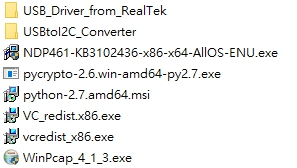 USB_Driver_from_RealTek
USBtoI2C_Converter
NDP461-KB3102436-x86-x64-AllOS-ENU.exe
pycrypto-2.6.win-amd64-py2.7.exe
python-2.7.amd64.msi
VC_redist.x86.exe
vcredist_x86.exe
WinPcap_4_1_3.exe